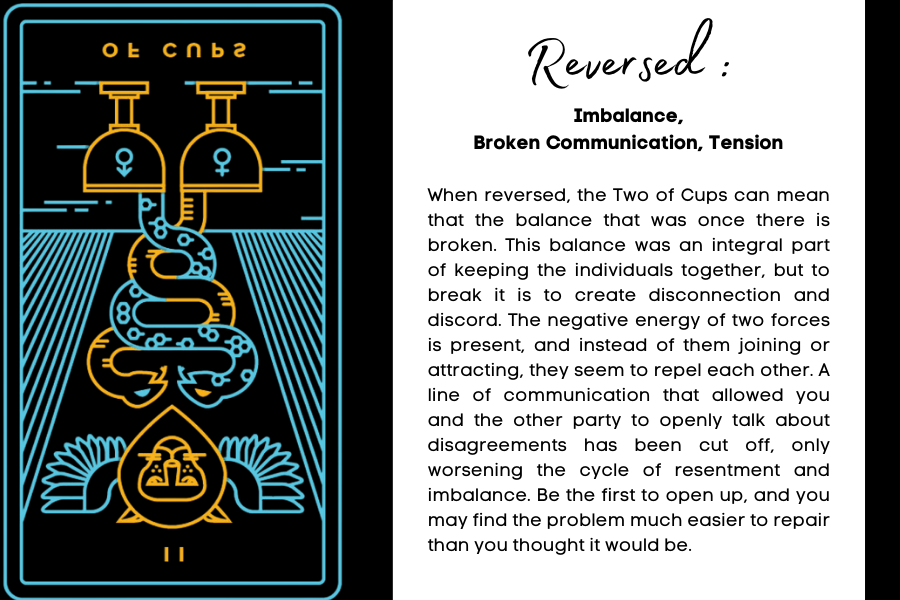 OF CUPS
II
Reversed :
Imbalance,
Broken Communication, Tension
When reversed, the Two of Cups can mean
that the balance that was once there is
broken. This balance was an integral part
of keeping the individuals together, but to
break it is to create disconnection and
discord. The negative energy of two forces
is present, and instead of them joining or
attracting, they seem to repel each other. A
line of communication that allowed you
and the other party to openly talk about
disagreements has been cut off, only
worsening the cycle of resentment and
imbalance. Be the first to open up, and you
may find the problem much easier to repair
than you thought it would be.